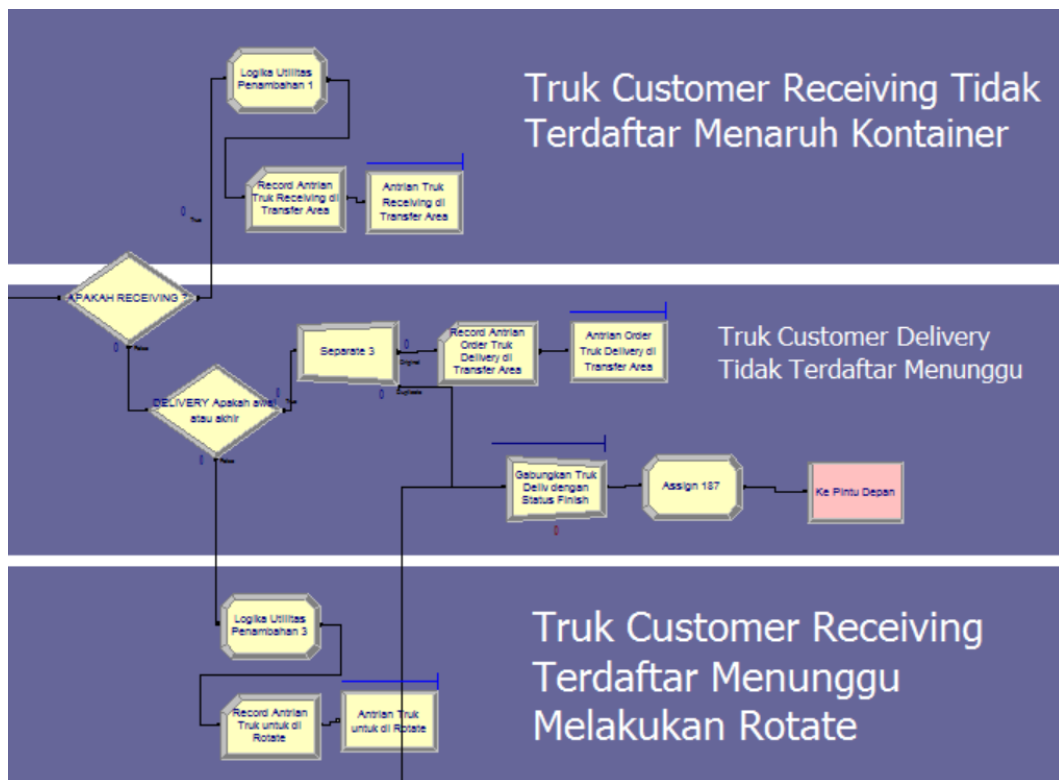 Logika Utilitas
Penambahan 1
Truk Customer Receiving Tidak
Terdaftar Menaruh Kontainer
Record Antrian
Truk Receiving di
Transfer Area
Antrian Truk
Receiving di
Transfer Area
0
True
APAKAH RECEIVING ?
0
False
Separate 3
0
Original
0
Duplicate
Record Antrian
Order Truk
Delivery di
Transfer Area
Antrian Order
Truk Delivery di
Transfer Area
Truk Customer Delivery
Tidak Terdaftar Menunggu
0
True
DELIVERY Apakah awal
atau akhir
0
False
Gabungkan Truk
Deliv dengan
Status Finish
0
Assign 187
Ke Pintu Depan
Logika Utilitas
Penambahan 3
Truk Customer Receiving
Terdaftar Menunggu
Melakukan Rotate
Record Antrian
Truk untuk di
Rotate
Antrian Truk
untuk di Rotate